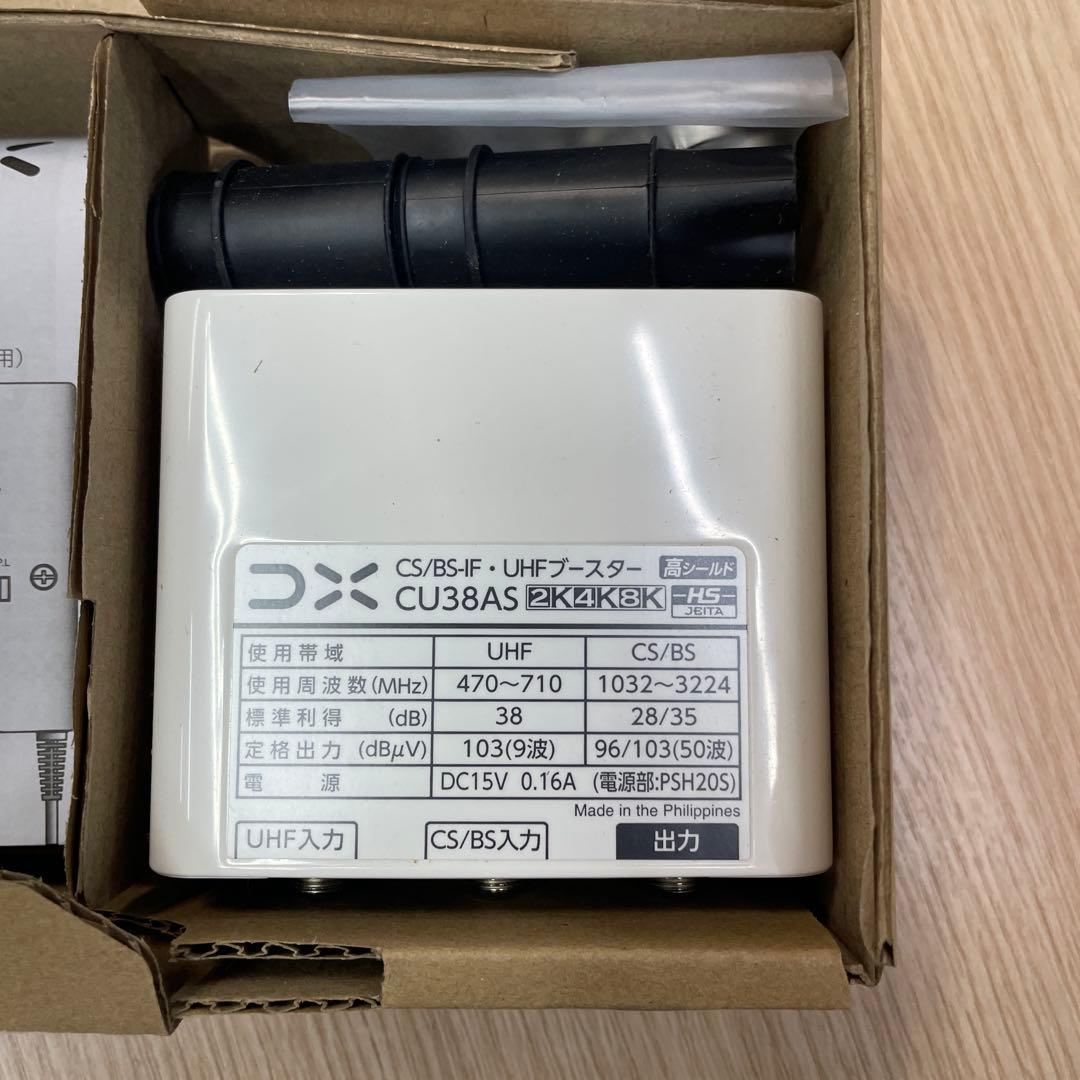 用)
DX
CS/BS-IF・UHFブースター 高シールド
CU38AS 2K4K8K HS
JEITA
使用帯域 UHF CS/BS
使用周波数(MHz) 470～710 1032～3224
標準利得 (dB) 38 28/35
定格出力 (dBμV) 103(9波) 96/103(50波)
電源 DC15V 0.16A (電源部:PSH20S)
Made in the Philippines
UHF入力 CS/BS入力 出力